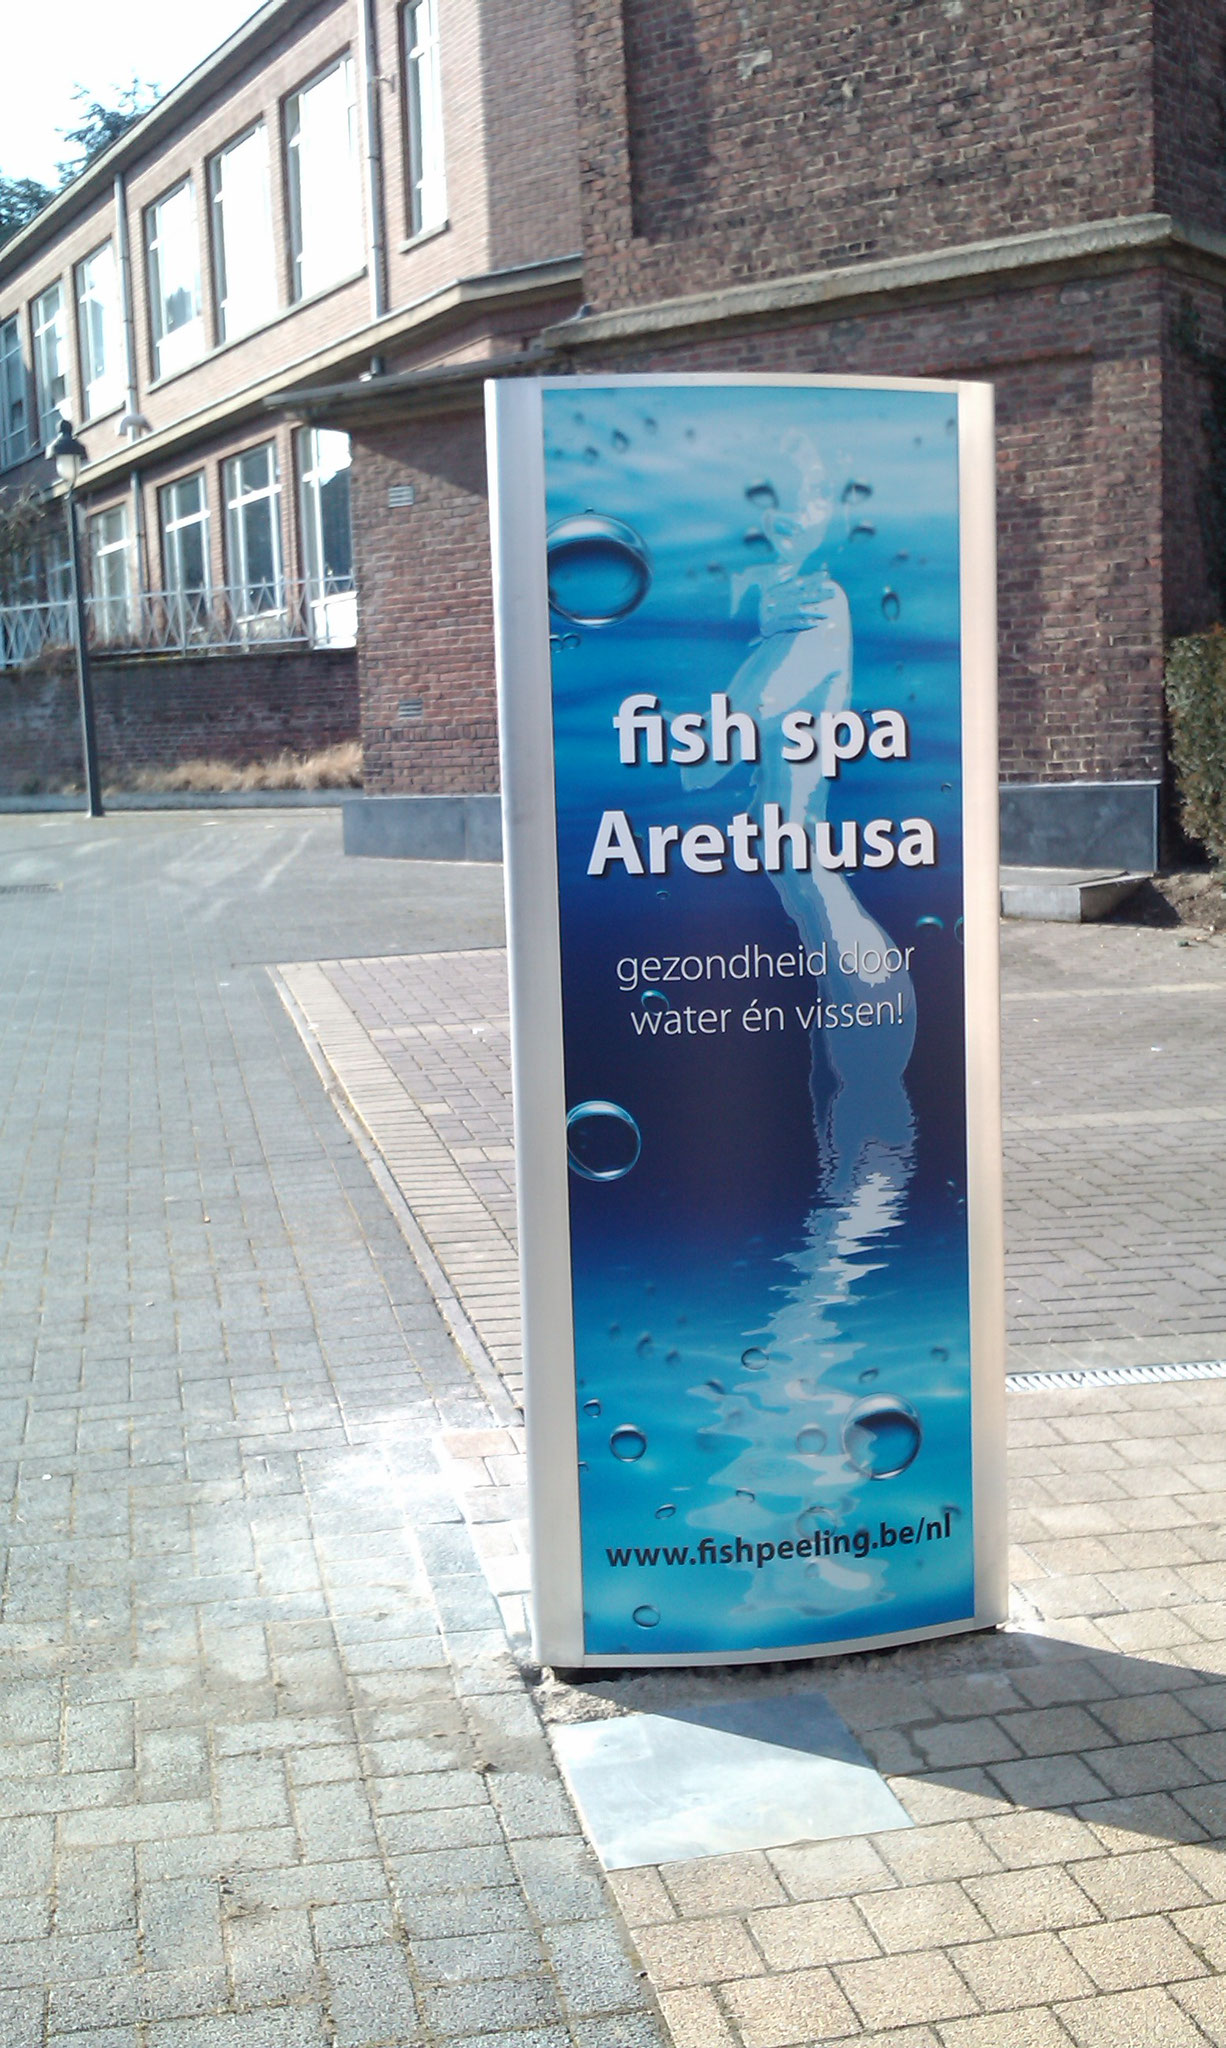 fish spa
Arethusa
gezondheid door
water én vissen!
www.fishpeeling.be/nl